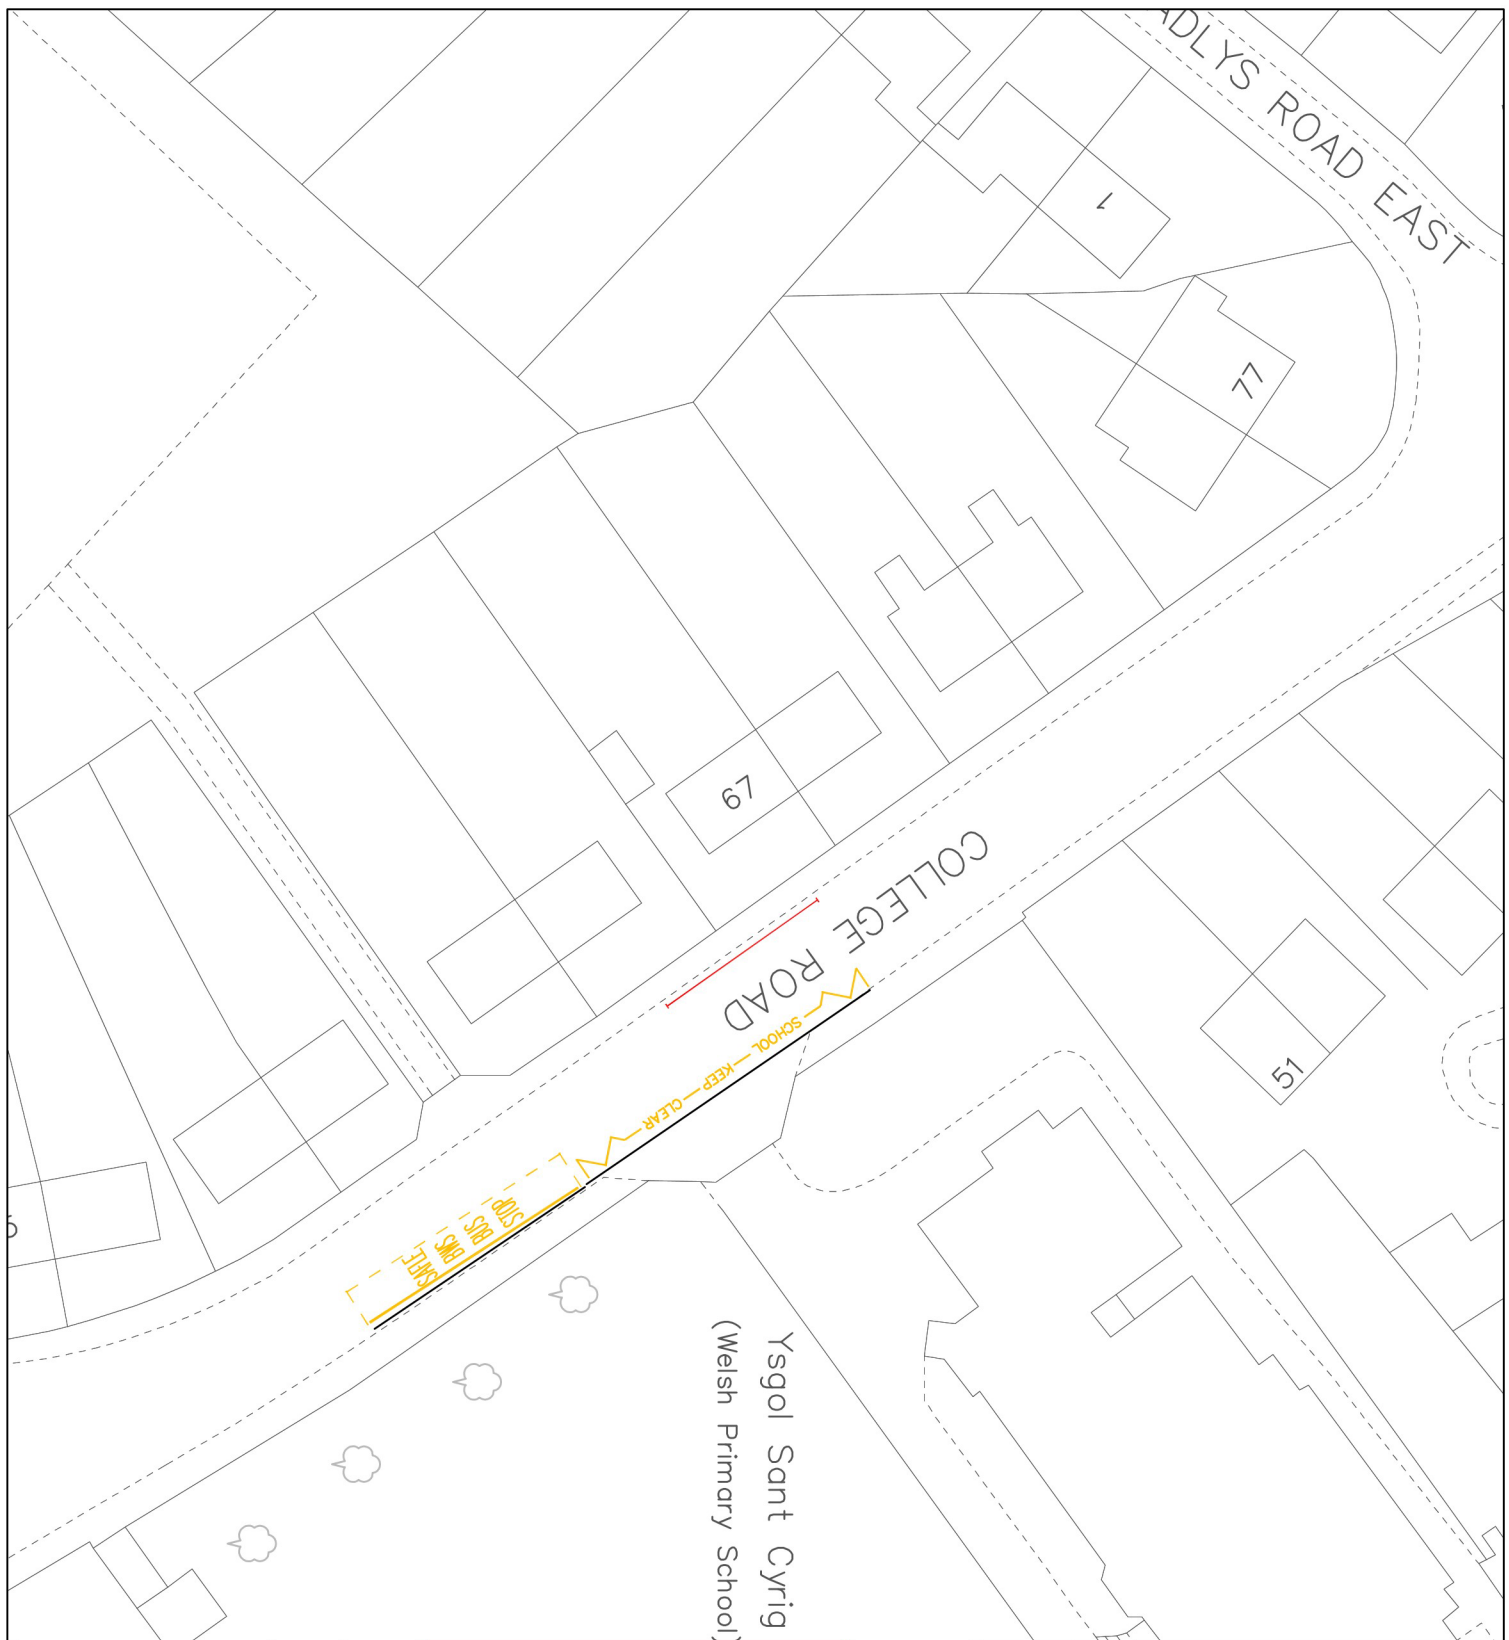 ADLYS ROAD EAST
1
77
67
COLLEGE ROAD
SCHOOL KEEP CLEAR
51
SAFLE
BWS
BUS
STOP
Ysgol Sant Cyrig
(Welsh Primary School)